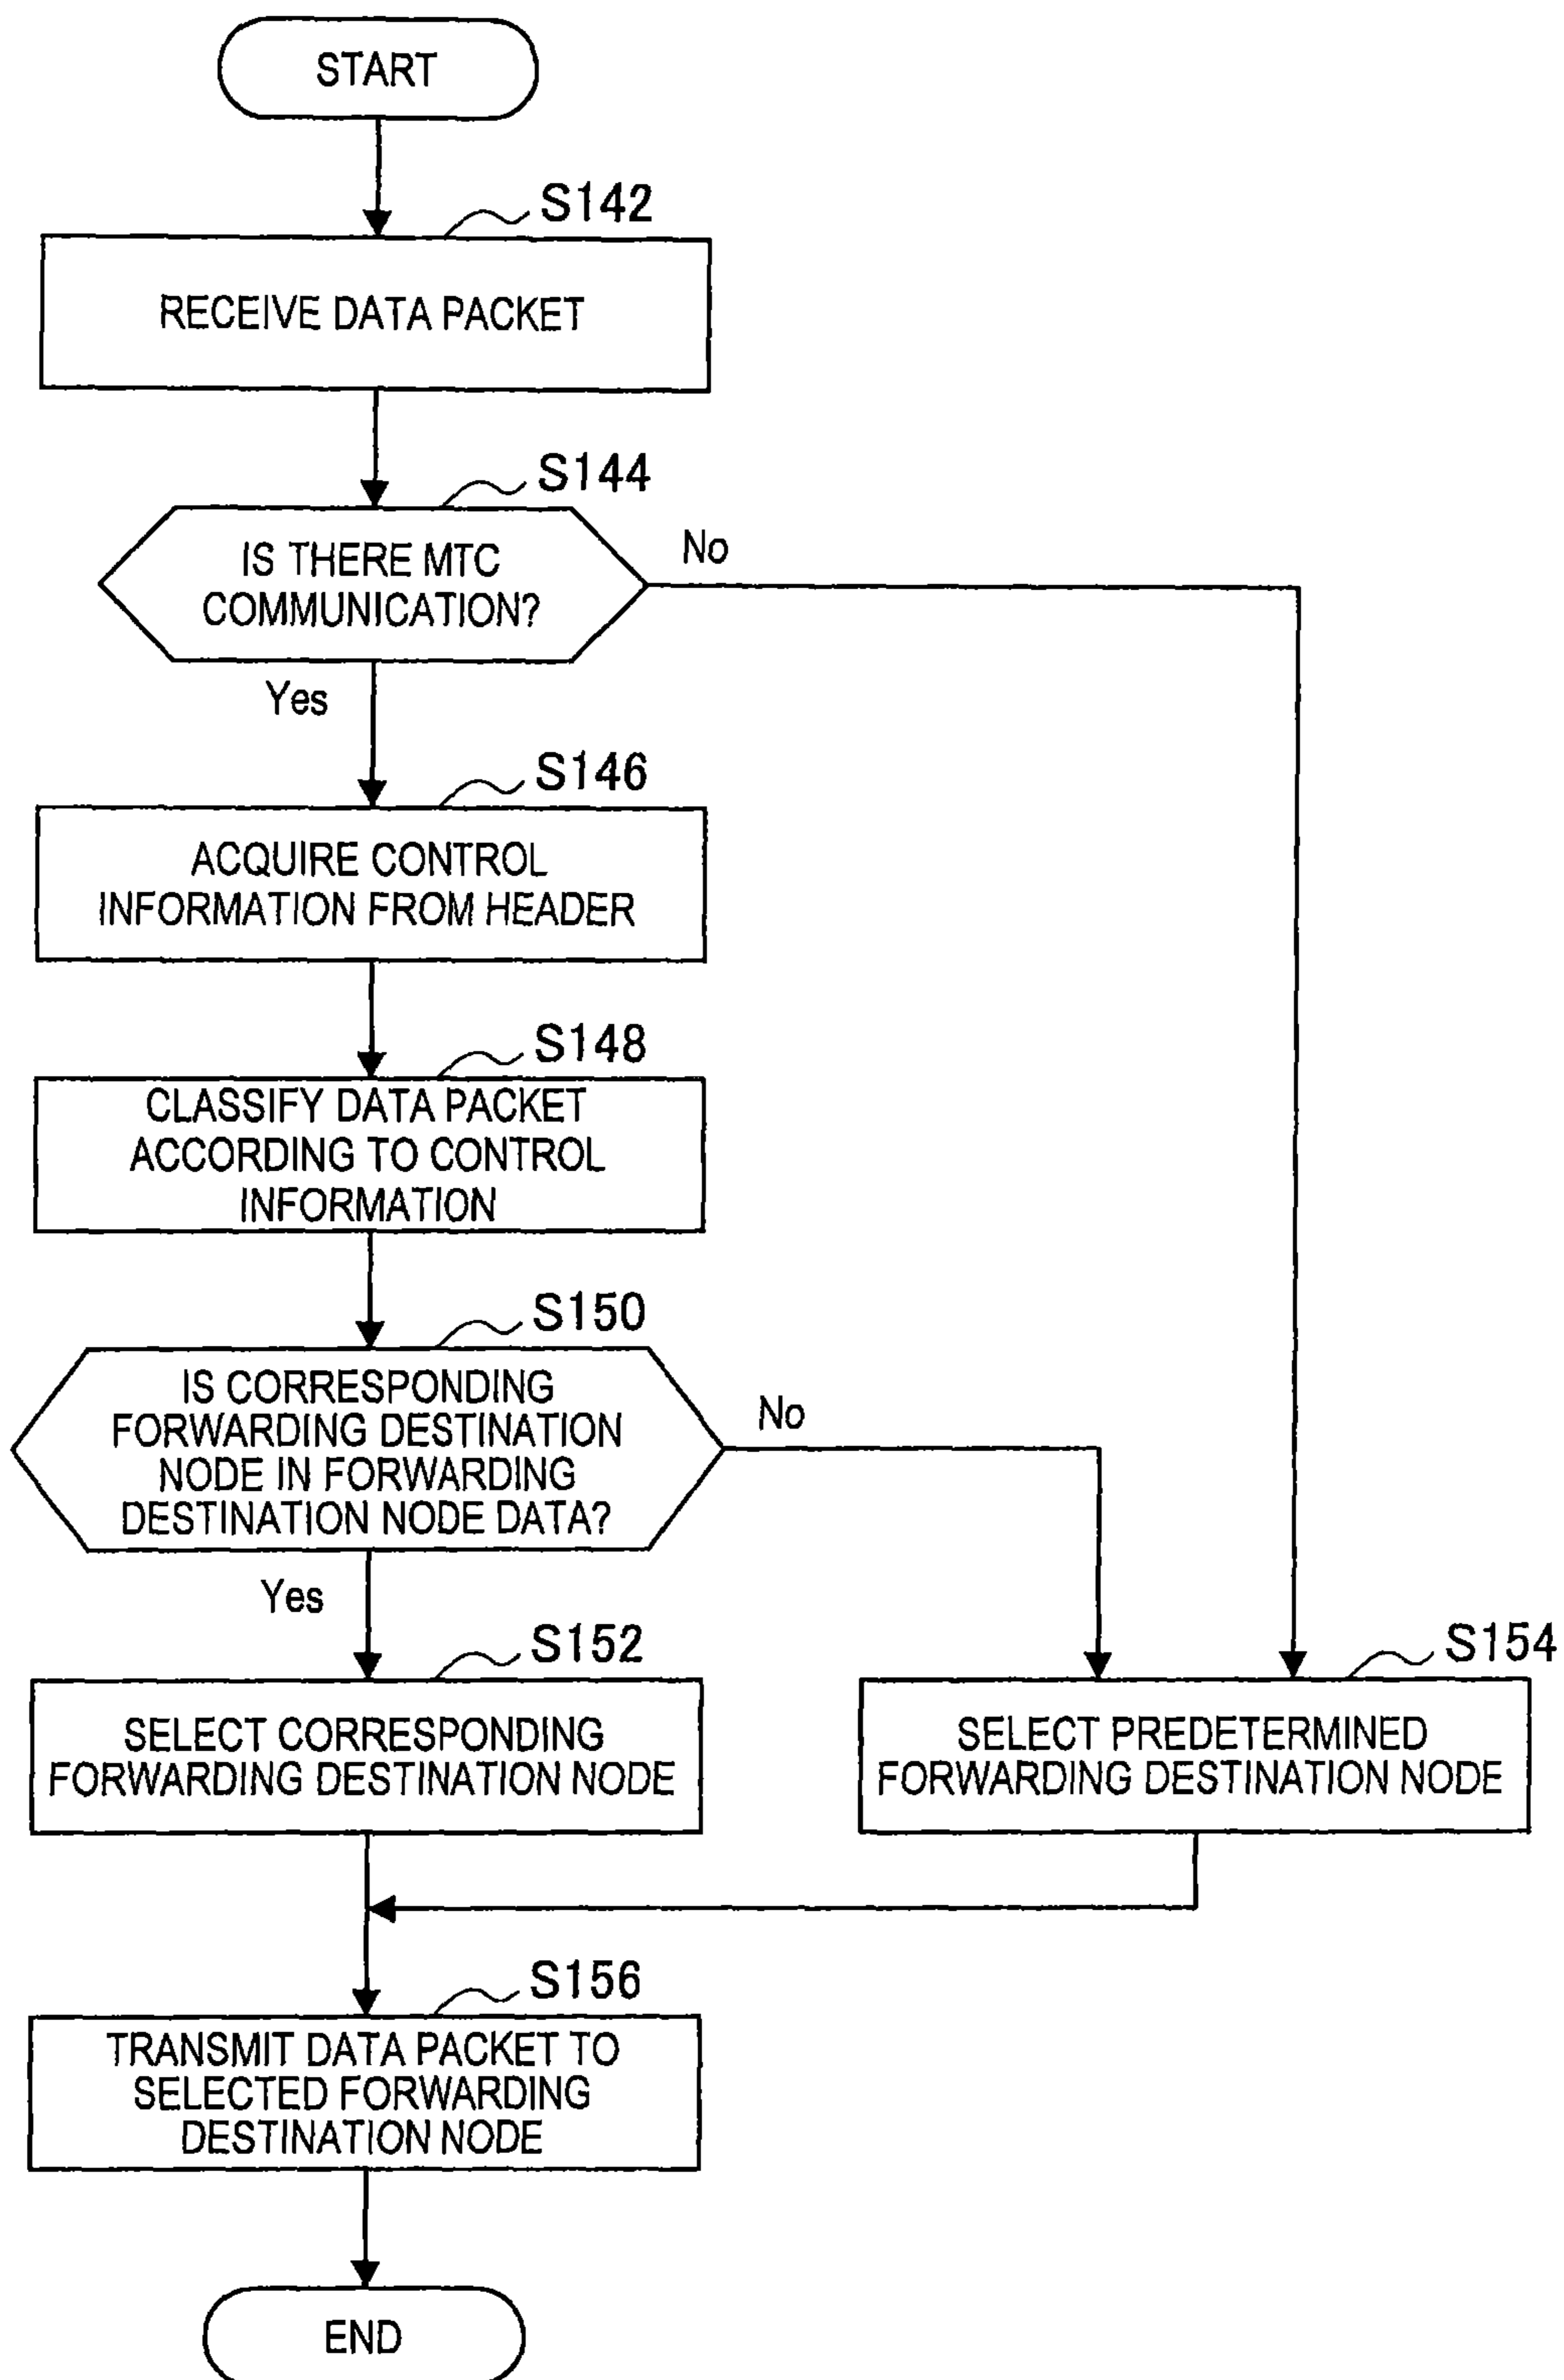 START
S142
RECEIVE DATA PACKET
S144
IS THERE MTC
COMMUNICATION?
No
Yes
S146
ACQUIRE CONTROL
INFORMATION FROM HEADER
S148
CLASSIFY DATA PACKET
ACCORDING TO CONTROL
INFORMATION
S150
IS CORRESPONDING
FORWARDING DESTINATION
NODE IN FORWARDING
DESTINATION NODE DATA?
No
Yes
S152
SELECT CORRESPONDING
FORWARDING DESTINATION NODE
S154
SELECT PREDETERMINED
FORWARDING DESTINATION NODE
S156
TRANSMIT DATA PACKET TO
SELECTED FORWARDING
DESTINATION NODE
END